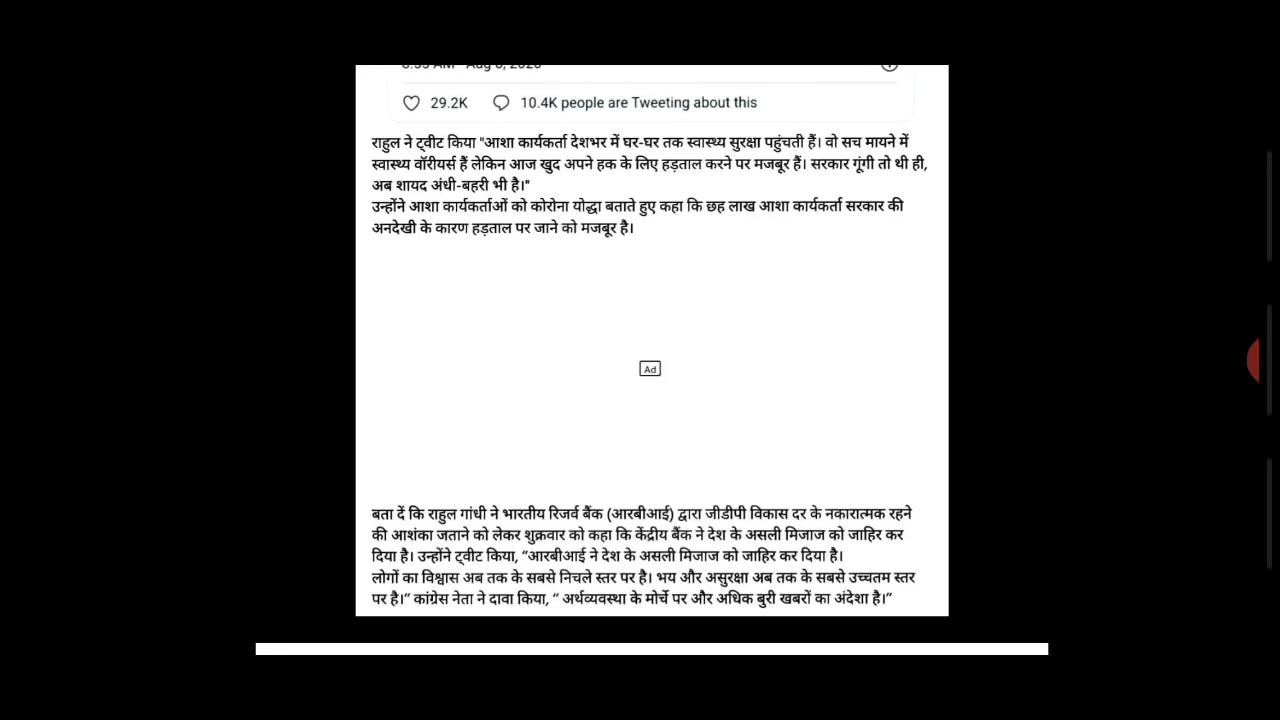 29.2K 10.4K people are Tweeting about this
राहुल ने ट्वीट किया "आशा कार्यकर्ता देशभर में घर-घर तक स्वास्थ्य सुरक्षा पहुंचती हैं। वो सच मायने में
स्वास्थ्य वॉरीयर्स हैं लेकिन आज खुद अपने हक के लिए हड़ताल करने पर मजबूर हैं। सरकार गूंगी तो थी ही,
अब शायद अंधी-बहरी भी है।"
उन्होंने आशा कार्यकर्ताओं को कोरोना योद्धा बताते हुए कहा कि छह लाख आशा कार्यकर्ता सरकार की
अनदेखी के कारण हड़ताल पर जाने को मजबूर है।
Ad
बता दें कि राहुल गांधी ने भारतीय रिजर्व बैंक (आरबीआई) द्वारा जीडीपी विकास दर के नकारात्मक रहने
की आशंका जताने को लेकर शुक्रवार को कहा कि केंद्रीय बैंक ने देश के असली मिजाज को जाहिर कर
दिया है। उन्होंने ट्वीट किया, “आरबीआई ने देश के असली मिजाज को जाहिर कर दिया है।
लोगों का विश्वास अब तक के सबसे निचले स्तर पर है। भय और असुरक्षा अब तक के सबसे उच्चतम स्तर
पर है।” कांग्रेस नेता ने दावा किया, “ अर्थव्यवस्था के मोर्चे पर और अधिक बुरी खबरों का अंदेशा है।”